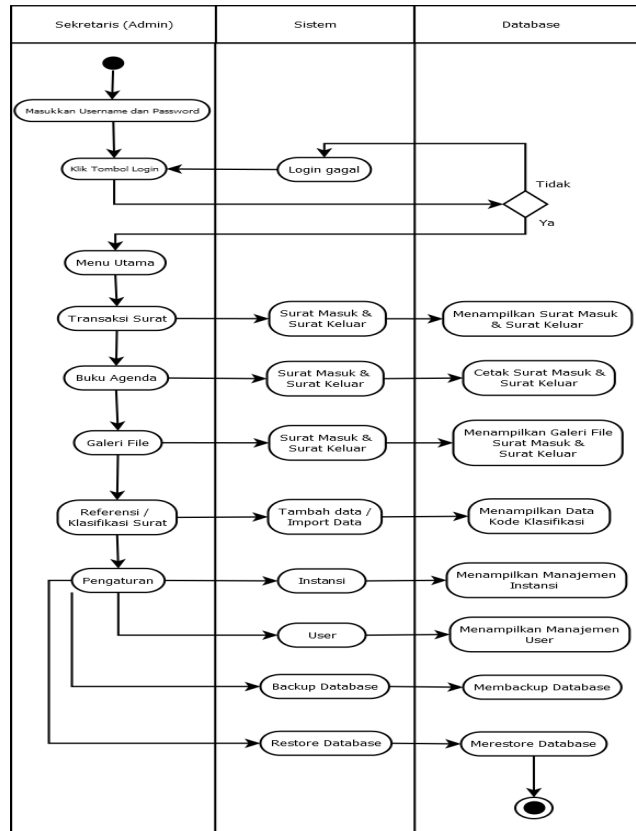 Sekretaris (Admin)
Sistem
Database
Masukkan Username dan Password
Klik Tombol Login
Login gagal
Tidak
Ya
Menu Utama
Transaksi Surat
Surat Masuk &
Surat Keluar
Menampilkan Surat Masuk
& Surat Keluar
Buku Agenda
Surat Masuk &
Surat Keluar
Cetak Surat Masuk &
Surat Keluar
Galeri File
Surat Masuk &
Surat Keluar
Menampilkan Galeri File
Surat Masuk &
Surat Keluar
Referensi /
Klasifikasi Surat
Tambah data /
Import Data
Menampilkan Data
Kode Klasifikasi
Pengaturan
Instansi
Menampilkan Manajemen
Instansi
User
Menampilkan Manajemen
User
Backup Database
Membackup Database
Restore Database
Merestore Database